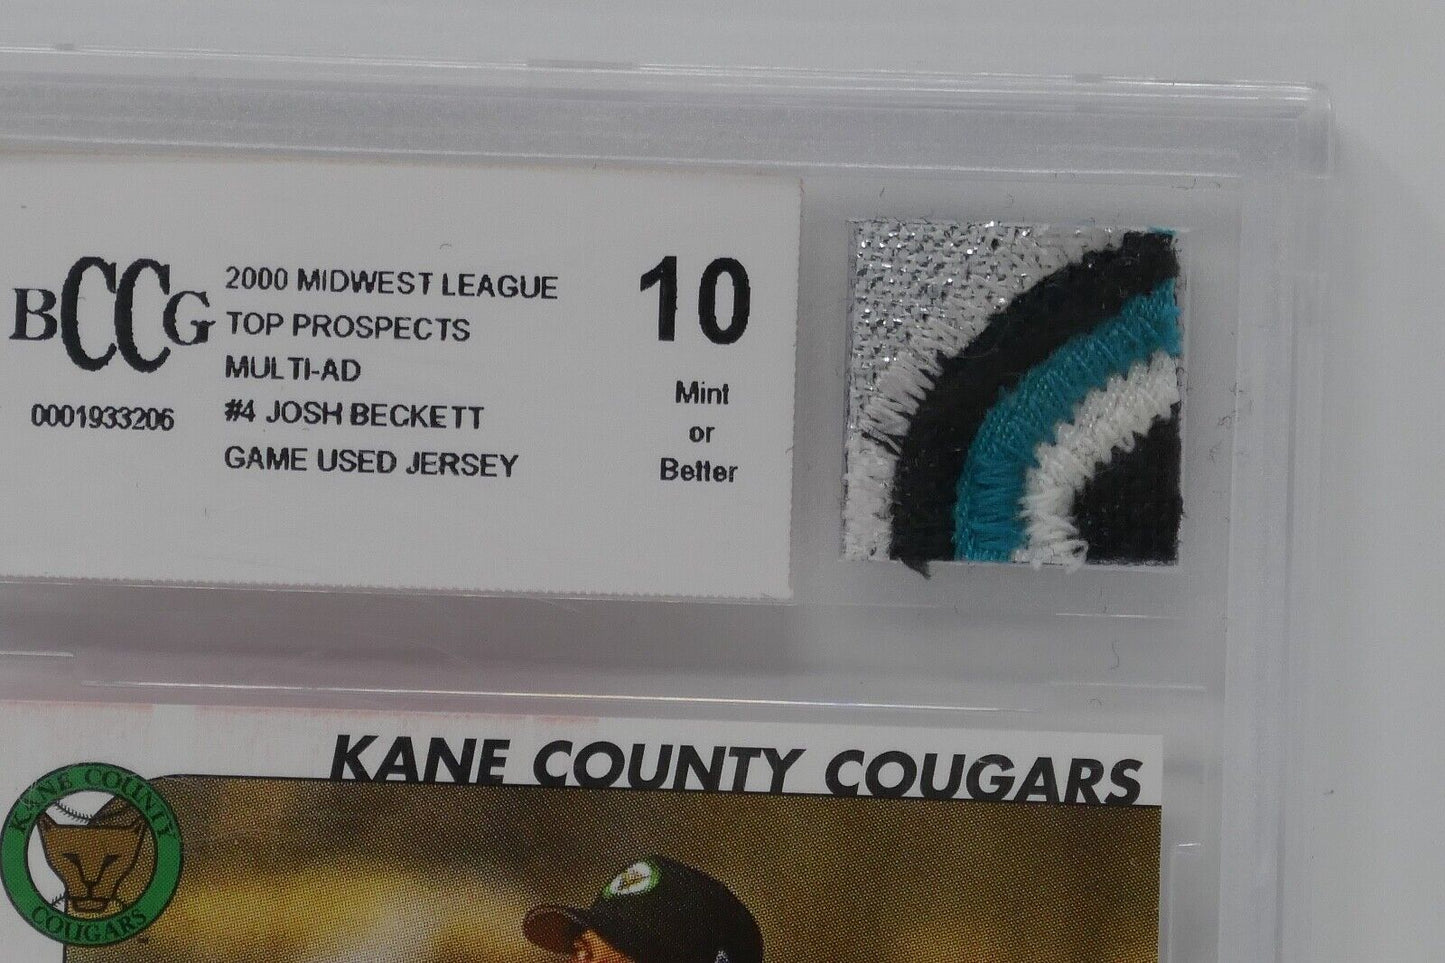 BCCG
0001933206
2000 MIDWEST LEAGUE
TOP PROSPECTS
MULTI-AD
#4 JOSH BECKETT
GAME USED JERSEY
10
Mint
or
Better
KANE COUNTY COUGARS
KANE COUNTY
COUGARS
TM